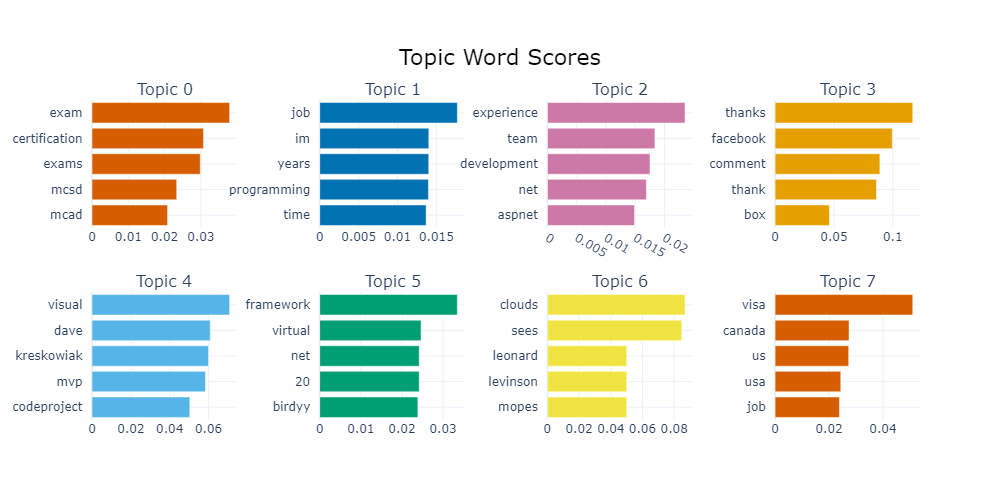 Topic Word Scores
Topic 0
exam
certification
exams
mcsd
mcad
0 0.01 0.02 0.03
Topic 1
job
im
years
programming
time
0 0.005 0.01 0.015
Topic 2
experience
team
development
net
aspnet
0 0.005 0.01 0.015 0.02
Topic 3
thanks
facebook
comment
thank
box
0 0.05 0.1
Topic 4
visual
dave
kreskowiak
mvp
codeproject
0 0.02 0.04 0.06
Topic 5
framework
virtual
net
20
birdyy
0 0.01 0.02 0.03
Topic 6
clouds
sees
leonard
levinson
mopes
0 0.02 0.04 0.06 0.08
Topic 7
visa
canada
us
usa
job
0 0.02 0.04